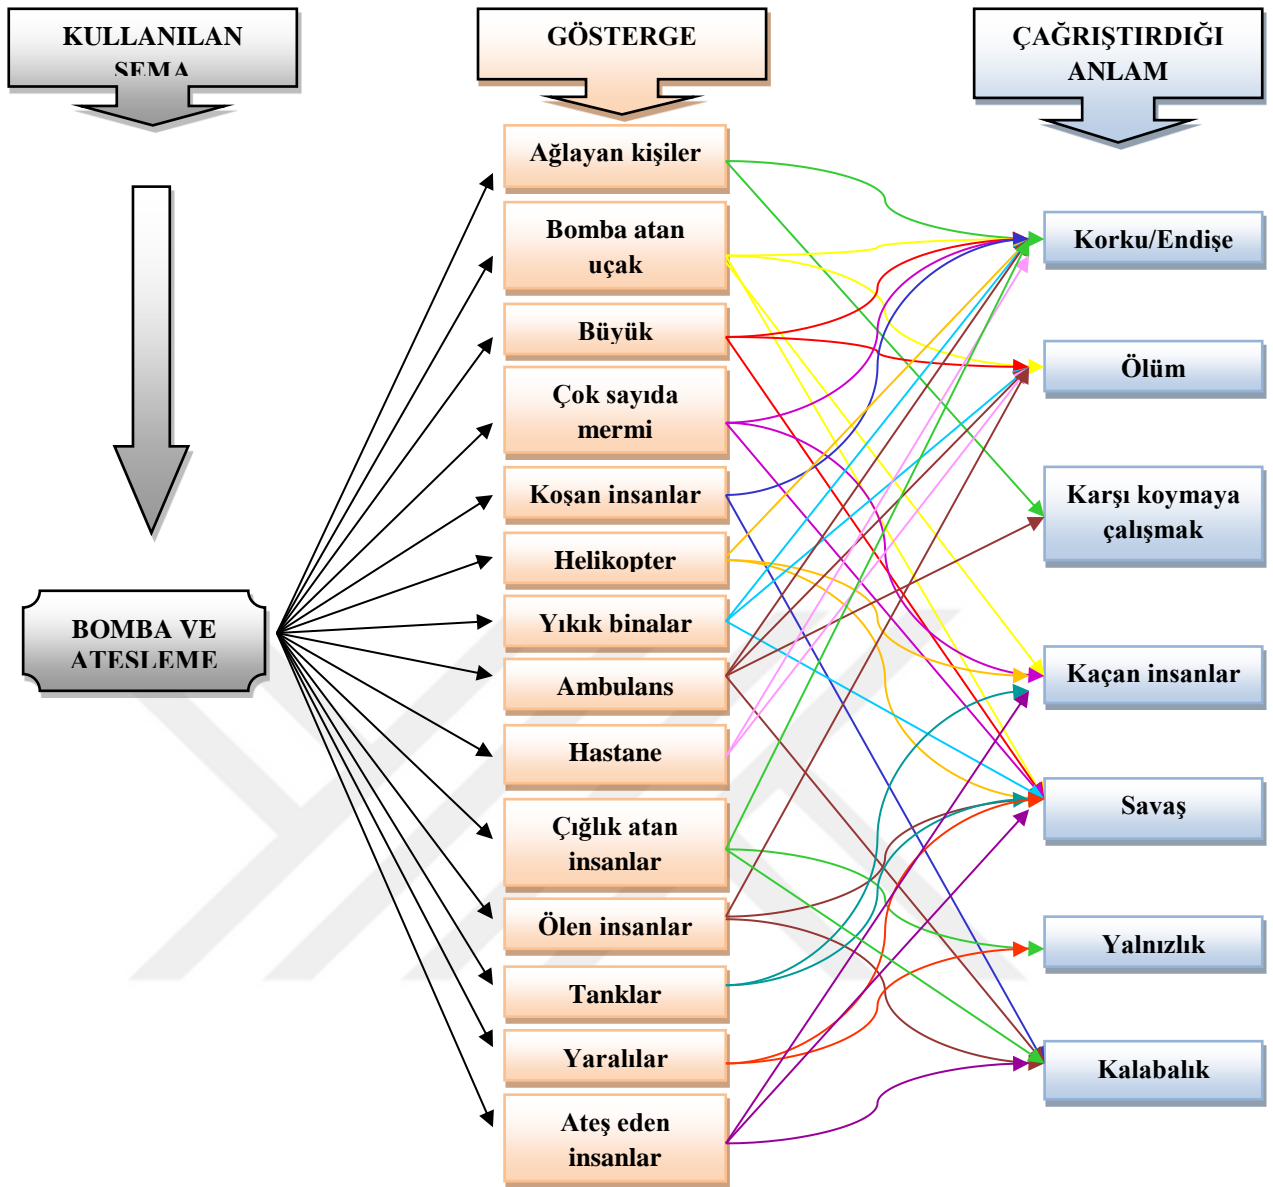 KULLANILAN
ŞEMA
GÖSTERGE
ÇAĞRIŞTIRDIĞI
ANLAM
BOMBA VE
ATEŞLEME
Ağlayan kişiler
Bomba atan
uçak
Büyük
Çok sayıda
mermi
Koşan insanlar
Helikopter
Yıkık binalar
Ambulans
Hastane
Çığlık atan
insanlar
Ölen insanlar
Tanklar
Yaralılar
Ateş eden
insanlar
Korku/Endişe
Ölüm
Karşı koymaya
çalışmak
Kaçan insanlar
Savaş
Yalnızlık
Kalabalık